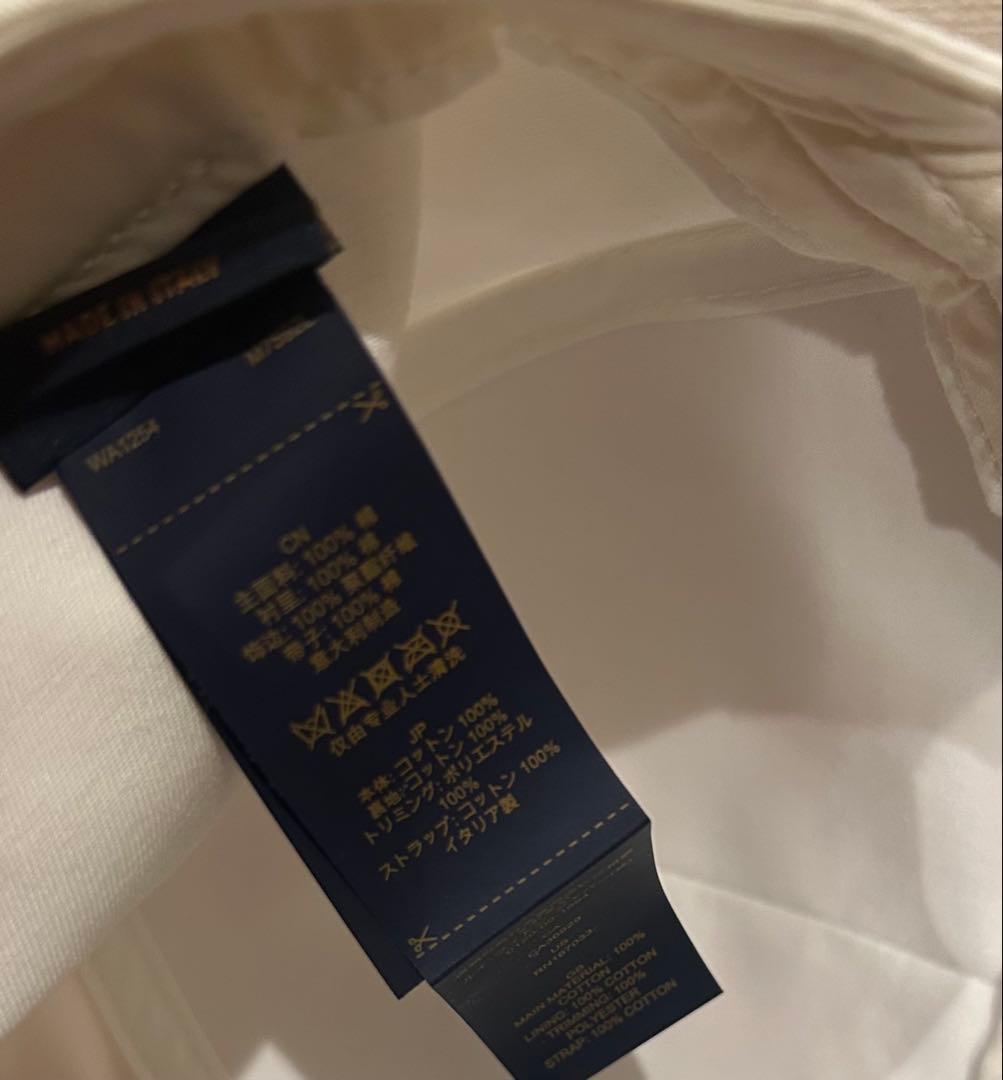 MADE IN ITALY
WA1254
CN
主面料: 100% 棉
衬里: 100% 棉
饰边: 100% 聚酯纤维
带子: 100% 棉
意大利制造
仅由专业人士清洗
JP
本体: コットン 100%
裏地: コットン 100%
トリミング: ポリエステル
100%
ストラップ: コットン 100%
イタリア製
CA
US
GB
MAIN MATERIAL: 100%
COTTON
LINING: 100% COTTON
TRIMMING: 100%
POLYESTER
STRAP: 100% COTTON